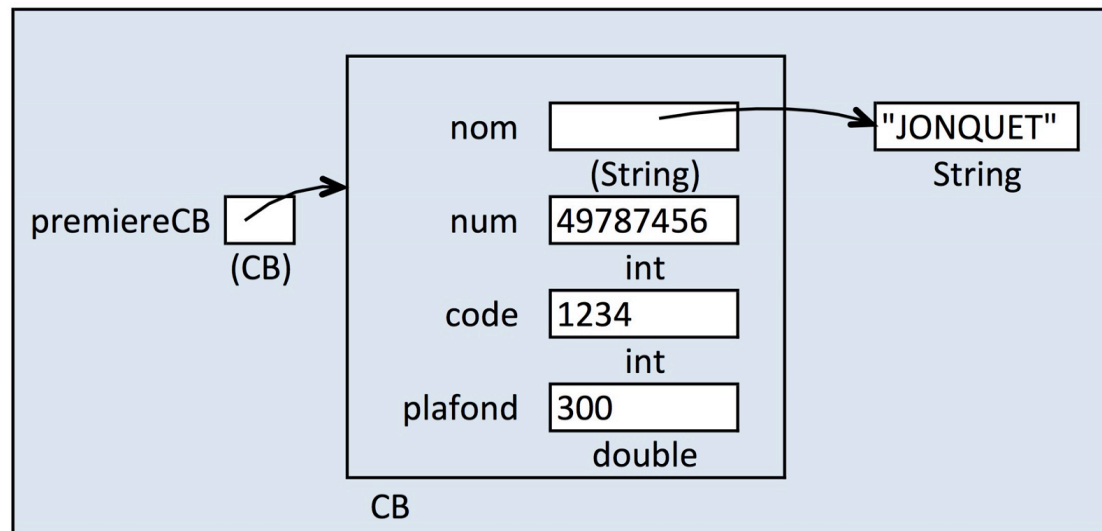 nom
"JONQUET"
(String)
String
premiereCB
(CB)
num
49787456
int
code
1234
int
plafond
300
double
CB